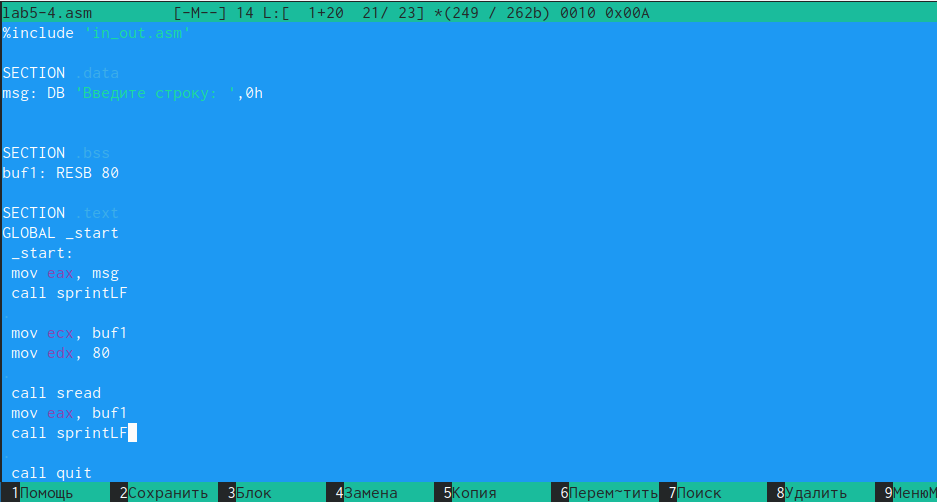 lab5-4.asm [-M--] 14 L:[ 1+20 21/ 23] *(249 / 262b) 0010 0x00A
%include 'in_out.asm'
SECTION .data
msg: DB 'Введите строку: ',0h
SECTION .bss
buf1: RESB 80
SECTION .text
GLOBAL _start
_start:
mov eax, msg
call sprintLF
mov ecx, buf1
mov edx, 80
call sread
mov eax, buf1
call sprintLF
call quit
1Помощь 2Сохранить 3Блок 4Замена 5Копия 6Перем~тить 7Поиск 8Удалить 9МенюM